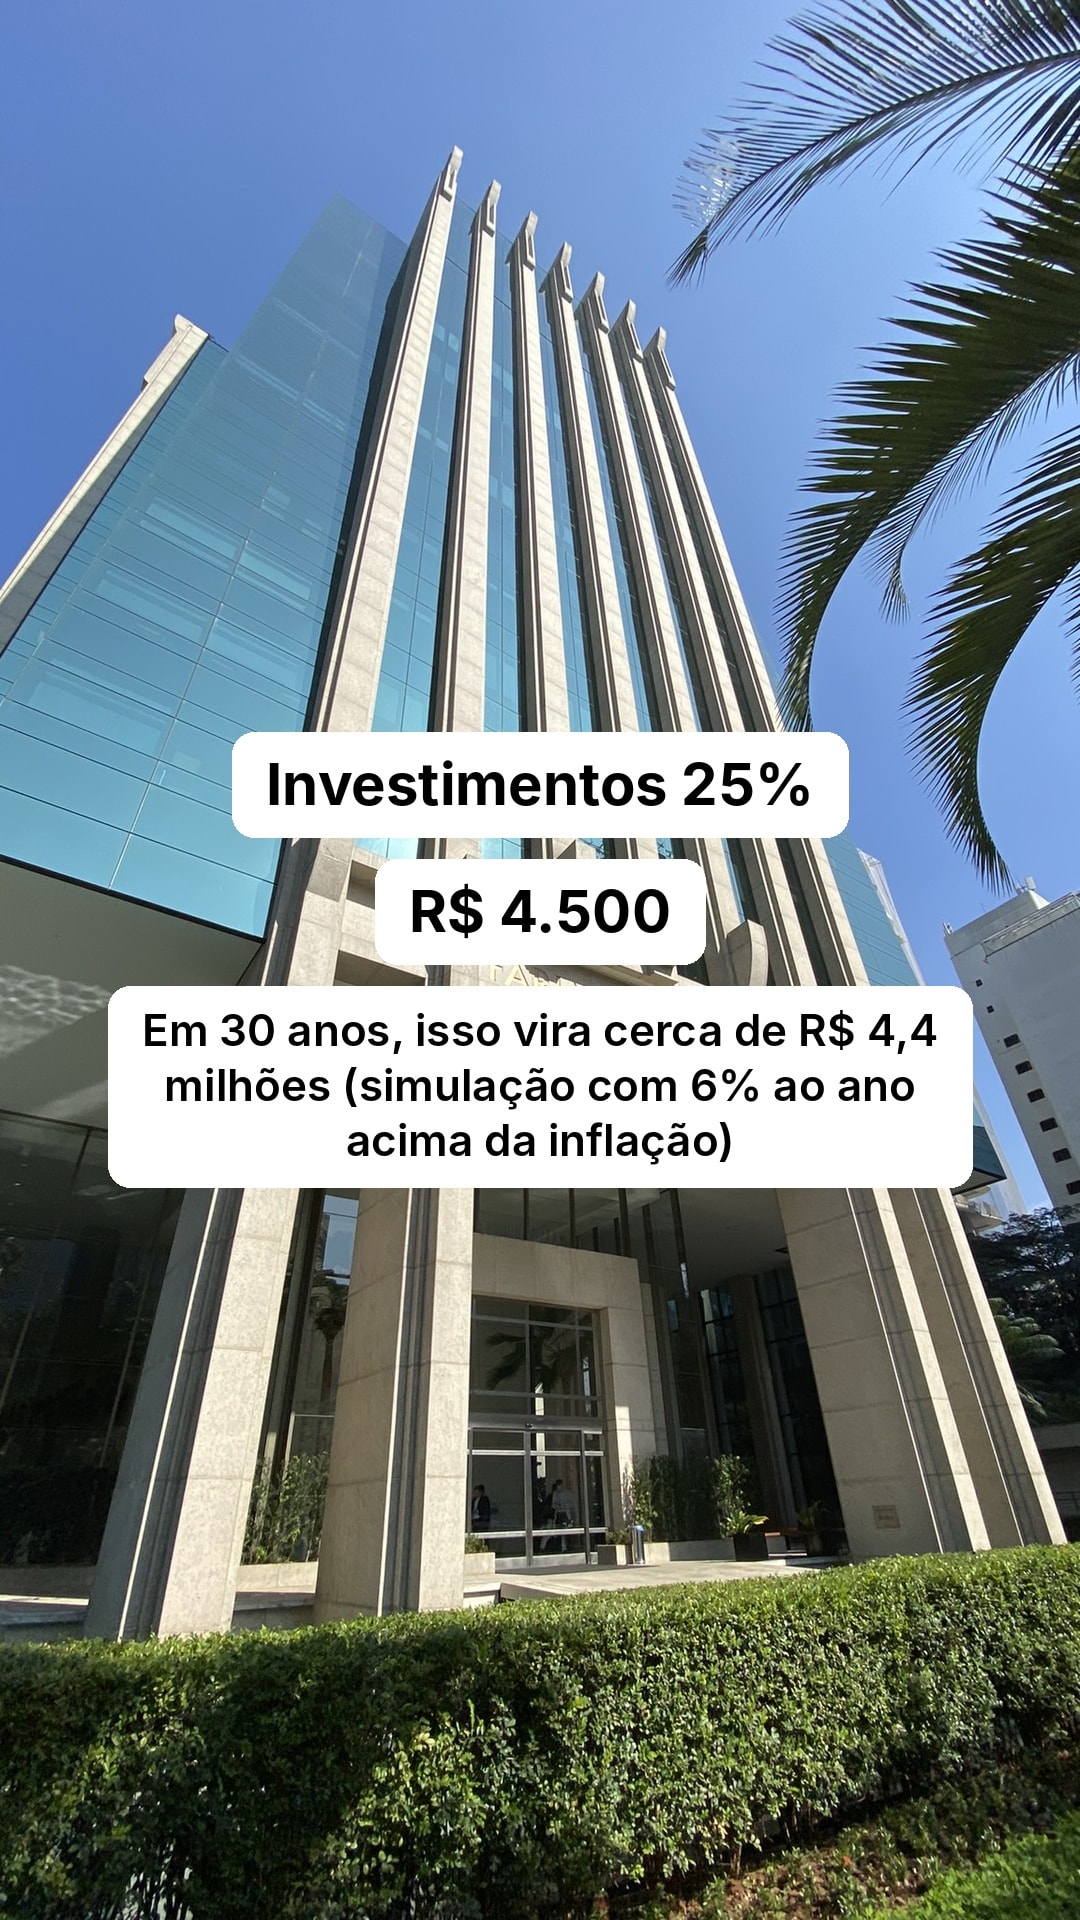 Investimentos 25%
R$ 4.500
Em 30 anos, isso vira cerca de R$ 4,4
milhões (simulação com 6% ao ano
acima da inflação)